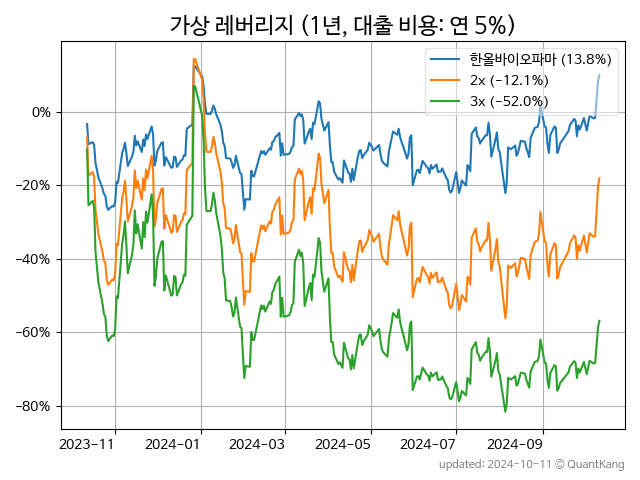 가상 레버리지 (1년, 대출 비용: 연 5%)
한올바이오파마 (13.8%)
2x (−12.1%)
3x (−52.0%)
0%
−20%
−40%
−60%
−80%
2023-11
2024-01
2024-03
2024-05
2024-07
2024-09
updated: 2024-10-11 © QuantKang